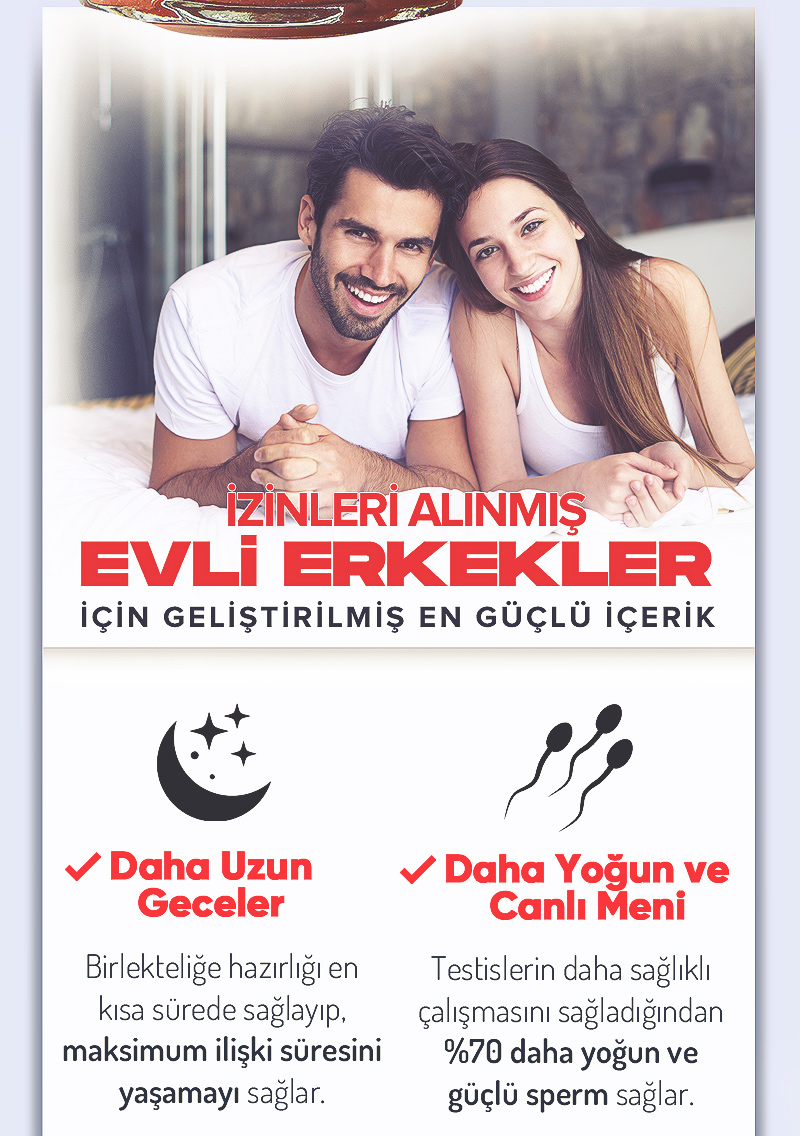 İZİNLERİ ALINMIŞ
EVLİ ERKEKLER
İÇİN GELİŞTİRİLMİŞ EN GÜÇLÜ İÇERİK
Daha Uzun
Geceler
Birlekteliğe hazırlığı en
kısa sürede sağlayıp,
maksimum ilişki süresini
yaşamayı sağlar.
Daha Yoğun ve
Canlı Meni
Testislerin daha sağlıklı
çalışmasını sağladığından
%70 daha yoğun ve
güçlü sperm sağlar.